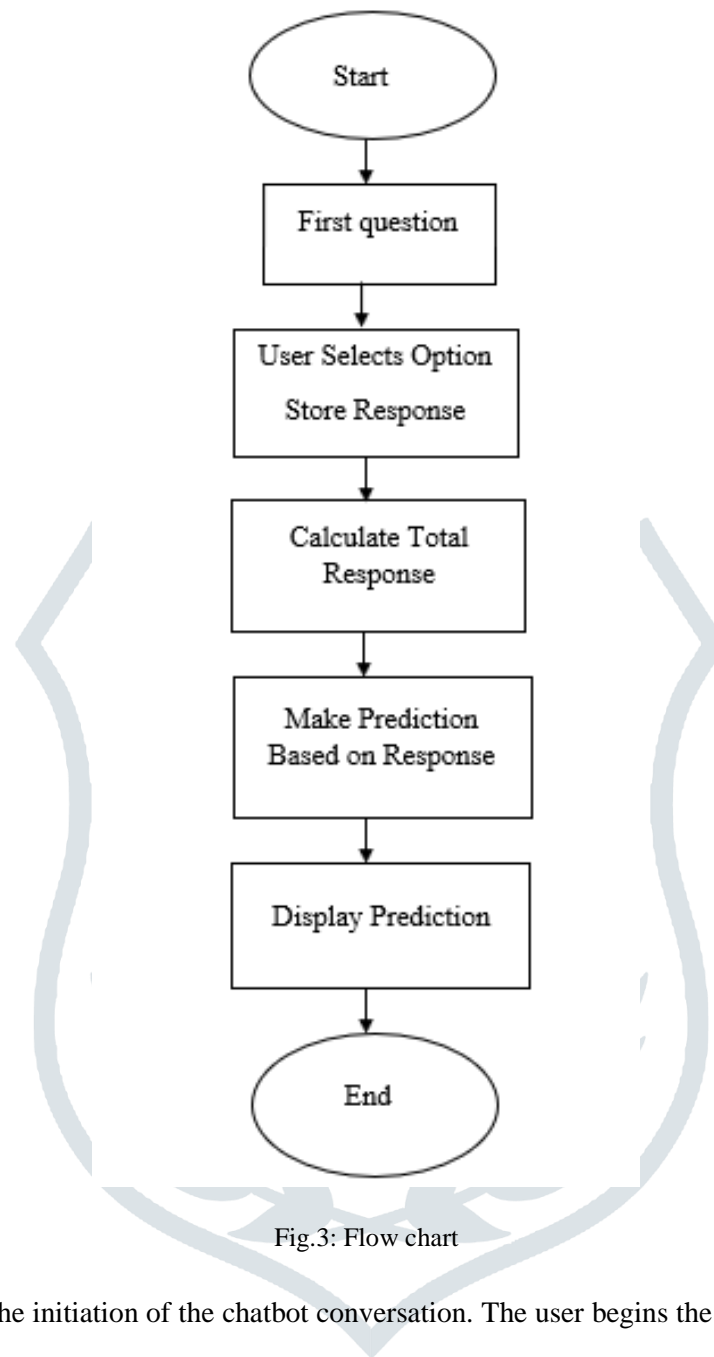 Start
First question
User Selects Option
Store Response
Calculate Total
Response
Make Prediction
Based on Response
Display Prediction
End
Fig.3: Flow chart
he initiation of the chatbot conversation. The user begins the